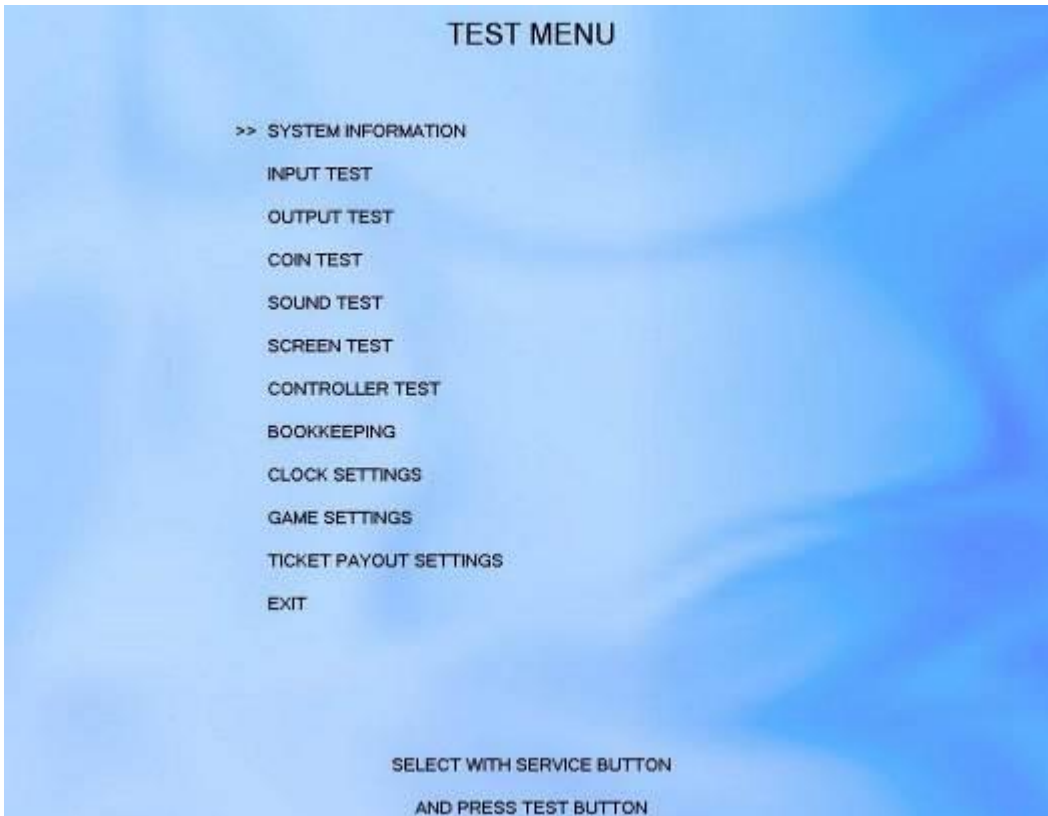 TEST MENU
>> SYSTEM INFORMATION
INPUT TEST
OUTPUT TEST
COIN TEST
SOUND TEST
SCREEN TEST
CONTROLLER TEST
BOOKKEEPING
CLOCK SETTINGS
GAME SETTINGS
TICKET PAYOUT SETTINGS
EXIT
SELECT WITH SERVICE BUTTON
AND PRESS TEST BUTTON